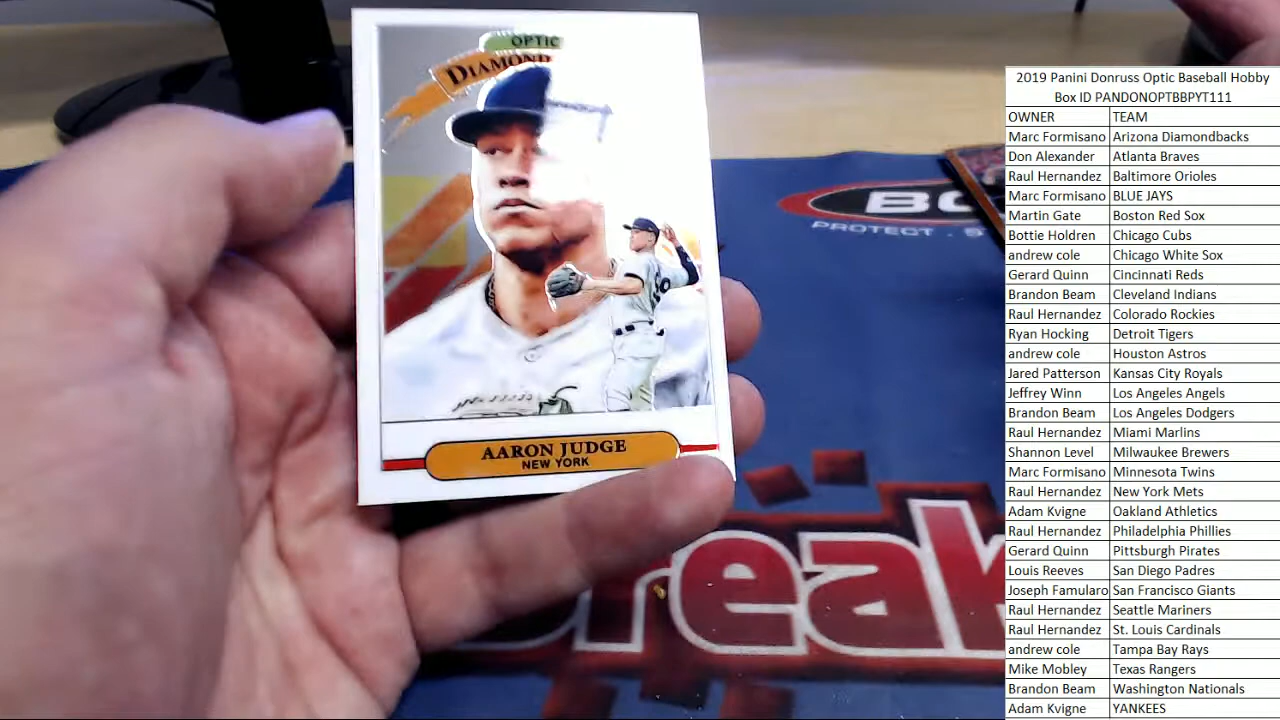 OPTIC
DIAMOND
AARON JUDGE
NEW YORK
PROTECT
Break
2019 Panini Donruss Optic Baseball Hobby
Box ID PANDONOPTBBPYT111
OWNER TEAM
Marc Formisano Arizona Diamondbacks
Don Alexander Atlanta Braves
Raul Hernandez Baltimore Orioles
Marc Formisano BLUE JAYS
Martin Gate Boston Red Sox
Bottie Holdren Chicago Cubs
andrew cole Chicago White Sox
Gerard Quinn Cincinnati Reds
Brandon Beam Cleveland Indians
Raul Hernandez Colorado Rockies
Ryan Hocking Detroit Tigers
andrew cole Houston Astros
Jared Patterson Kansas City Royals
Jeffrey Winn Los Angeles Angels
Brandon Beam Los Angeles Dodgers
Raul Hernandez Miami Marlins
Shannon Level Milwaukee Brewers
Marc Formisano Minnesota Twins
Raul Hernandez New York Mets
Adam Kvigne Oakland Athletics
Raul Hernandez Philadelphia Phillies
Gerard Quinn Pittsburgh Pirates
Louis Reeves San Diego Padres
Joseph Famularo San Francisco Giants
Raul Hernandez Seattle Mariners
Raul Hernandez St. Louis Cardinals
andrew cole Tampa Bay Rays
Mike Mobley Texas Rangers
Brandon Beam Washington Nationals
Adam Kvigne YANKEES